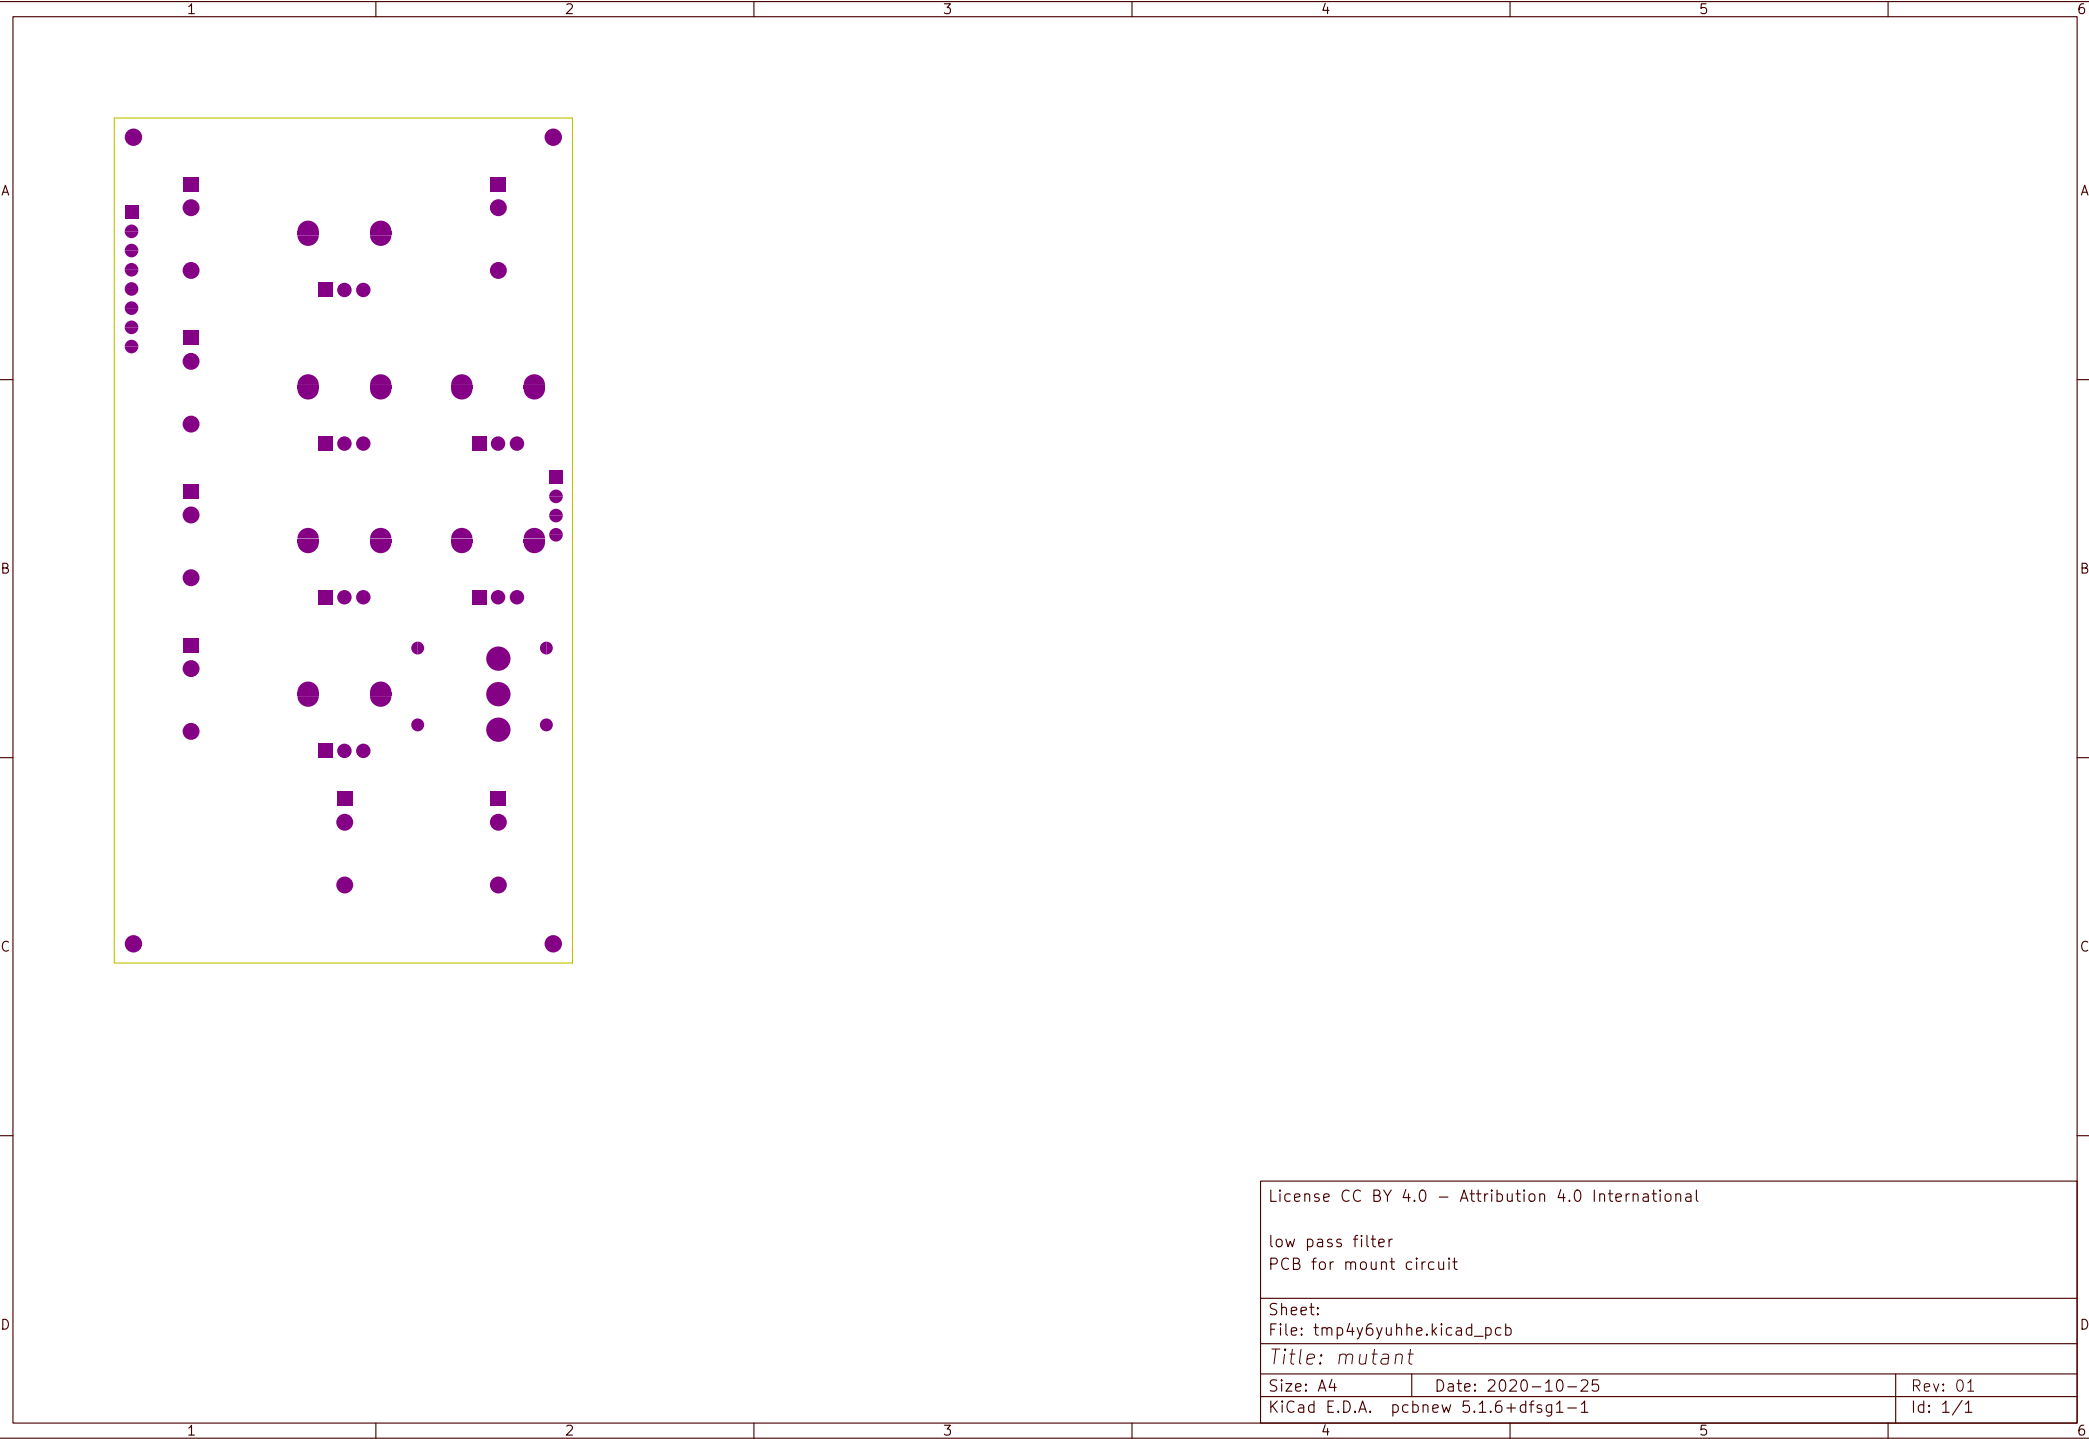 1 2 3 4 5 6
A A
B B
C C
License CC BY 4.0 – Attribution 4.0 International
low pass filter
PCB for mount circuit
Sheet:
D D
File: tmp4y6yuhhe.kicad_pcb
Title: mutant
Size: A4 Date: 2020-10-25 Rev: 01
KiCad E.D.A. pcbnew 5.1.6+dfsg1-1 Id: 1/1
1 2 3 4 5 6